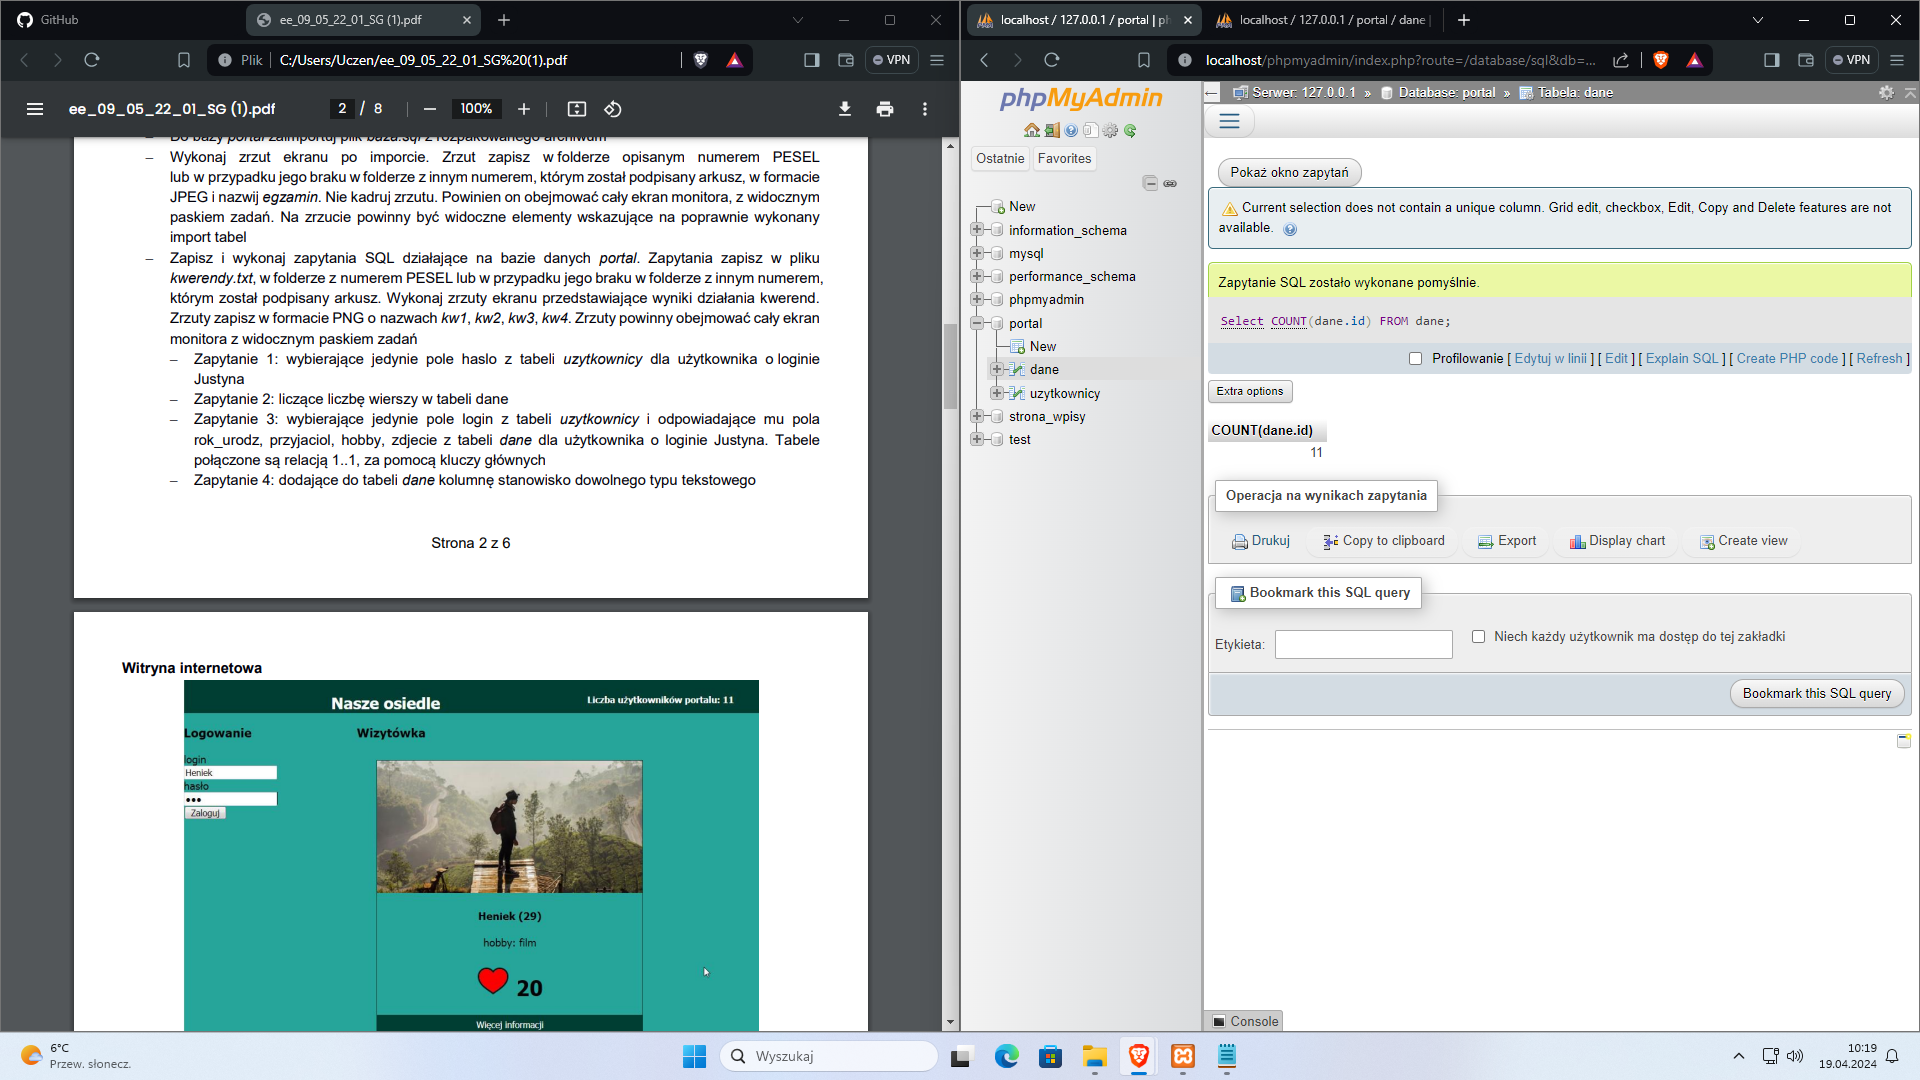 GitHub
ee_09_05_22_01_SG (1).pdf
Plik
C:/Users/Uczen/ee_09_05_22_01_SG%20(1).pdf
VPN
ee_09_05_22_01_SG (1).pdf
2 / 8
100%
Do bazy portal zaimportuj plik baza.sql z rozpakowanego archiwum
– Wykonaj zrzut ekranu po imporcie. Zrzut zapisz w folderze opisanym numerem PESEL
lub w przypadku jego braku w folderze z innym numerem, którym został podpisany arkusz, w formacie
JPEG i nazwij egzamin. Nie kadruj zrzutu. Powinien on obejmować cały ekran monitora, z widocznym
paskiem zadań. Na zrzucie powinny być widoczne elementy wskazujące na poprawnie wykonany
import tabel
– Zapisz i wykonaj zapytania SQL działające na bazie danych portal. Zapytania zapisz w pliku
kwerendy.txt, w folderze z numerem PESEL lub w przypadku jego braku w folderze z innym numerem,
którym został podpisany arkusz. Wykonaj zrzuty ekranu przedstawiające wyniki działania kwerend.
Zrzuty zapisz w formacie PNG o nazwach kw1, kw2, kw3, kw4. Zrzuty powinny obejmować cały ekran
monitora z widocznym paskiem zadań
– Zapytanie 1: wybierające jedynie pole haslo z tabeli uzytkownicy dla użytkownika o loginie
Justyna
– Zapytanie 2: liczące liczbę wierszy w tabeli dane
– Zapytanie 3: wybierające jedynie pole login z tabeli uzytkownicy i odpowiadające mu pola
rok_urodz, przyjaciol, hobby, zdjecie z tabeli dane dla użytkownika o loginie Justyna. Tabele
połączone są relacją 1..1, za pomocą kluczy głównych
– Zapytanie 4: dodające do tabeli dane kolumnę stanowisko dowolnego typu tekstowego
Strona 2 z 6
Witryna internetowa
Nasze osiedle
Liczba użytkowników portalu: 11
Logowanie
Wizytówka
login
Heniek
hasło
Zaloguj
Heniek (29)
hobby: film
20
Więcej informacji
localhost / 127.0.0.1 / portal | ph
localhost / 127.0.0.1 / portal / dane |
localhost/phpmyadmin/index.php?route=/database/sql&db=...
VPN
phpMyAdmin
Ostatnie
Favorites
New
information_schema
mysql
performance_schema
phpmyadmin
portal
New
dane
uzytkownicy
strona_wpisy
test
Serwer: 127.0.0.1 » Database: portal » Tabela: dane
Pokaż okno zapytań
Current selection does not contain a unique column. Grid edit, checkbox, Edit, Copy and Delete features are not
available.
Zapytanie SQL zostało wykonane pomyślnie.
Select COUNT(dane.id) FROM dane;
Profilowanie [ Edytuj w linii ] [ Edit ] [ Explain SQL ] [ Create PHP code ] [ Refresh ]
Extra options
COUNT(dane.id)
11
Operacja na wynikach zapytania
Drukuj
Copy to clipboard
Export
Display chart
Create view
Bookmark this SQL query
Etykieta:
Niech każdy użytkownik ma dostęp do tej zakładki
Bookmark this SQL query
Console
6°C
Przew. słonecz.
Wyszukaj
10:19
19.04.2024